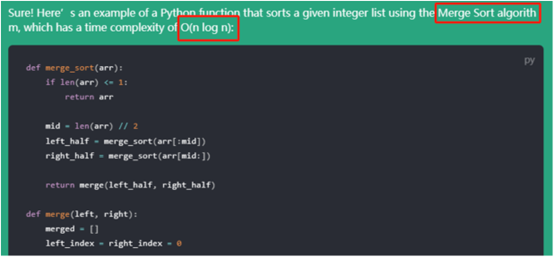 Sure! Here's an example of a Python function that sorts a given integer list using the Merge Sort algorith
m, which has a time complexity of O(n log n):
py
def merge_sort(arr):
    if len(arr) <= 1:
        return arr
    mid = len(arr) // 2
    left_half = merge_sort(arr[:mid])
    right_half = merge_sort(arr[mid:])
    return merge(left_half, right_half)
def merge(left, right):
    merged = []
    left_index = right_index = 0